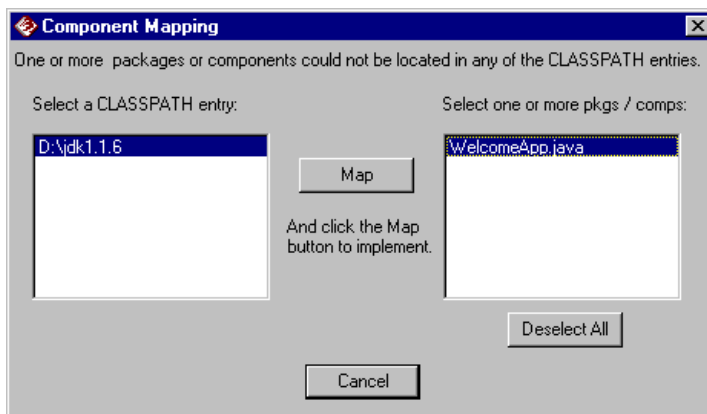 Component Mapping
One or more packages or components could not be located in any of the CLASSPATH entries.
Select a CLASSPATH entry:
Select one or more pkgs / comps:
D:\jdk1.1.6
WelcomeApp.java
Map
And click the Map
button to implement.
Deselect All
Cancel